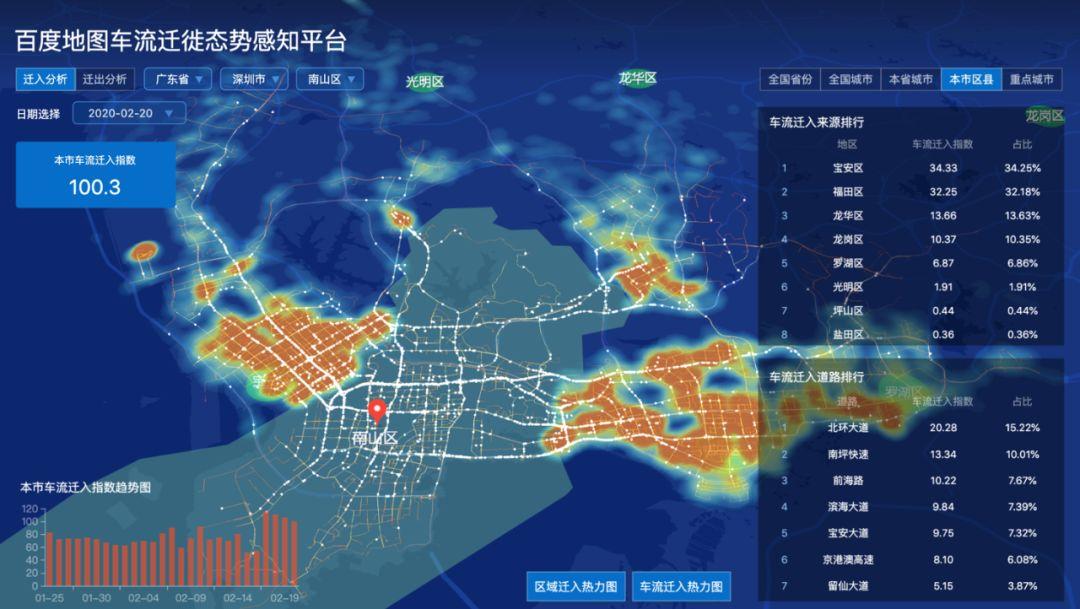 百度地图车流迁徙态势感知平台
迁入分析 迁出分析 广东省 深圳市 南山区
日期选择 2020-02-20
本市车流迁入指数
100.3
光明区
龙华区
龙岗区
罗湖区
南山区
全国省份 全国城市 本省城市 本市区县 重点城市
车流迁入来源排行
地区 车流迁入指数 占比
1 宝安区 34.33 34.25%
2 福田区 32.25 32.18%
3 龙华区 13.66 13.63%
4 龙岗区 10.37 10.35%
5 罗湖区 6.87 6.86%
6 光明区 1.91 1.91%
7 坪山区 0.44 0.44%
8 盐田区 0.36 0.36%
车流迁入道路排行
道路 车流迁入指数 占比
1 北环大道 20.28 15.22%
2 南坪快速 13.34 10.01%
3 前海路 10.22 7.67%
4 滨海大道 9.84 7.39%
5 宝安大道 9.75 7.32%
6 京港澳高速 8.10 6.08%
7 留仙大道 5.15 3.87%
本市车流迁入指数趋势图
120
100
80
60
40
20
0
01-25 01-30 02-04 02-09 02-14 02-19
区域迁入热力图 车流迁入热力图